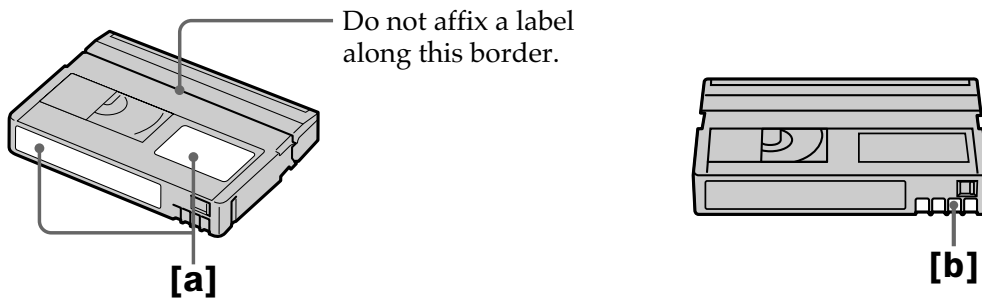 Do not affix a label
along this border.
[a]
[b]